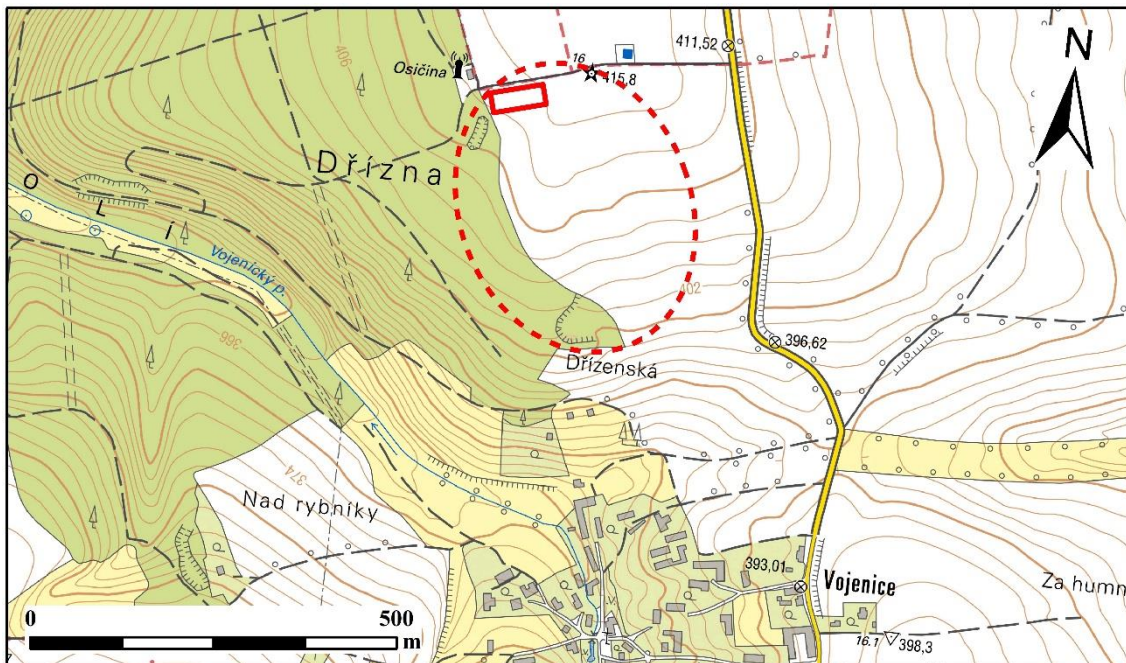 411,52
N
406
16
Osičina
415,8
Dřízna
O
L
Í
Vojenický p.
402
396,62
366
Dřízenská
374
Nad rybníky
393,01
Vojenice
Za humn
0
500
m
16.1
398,3